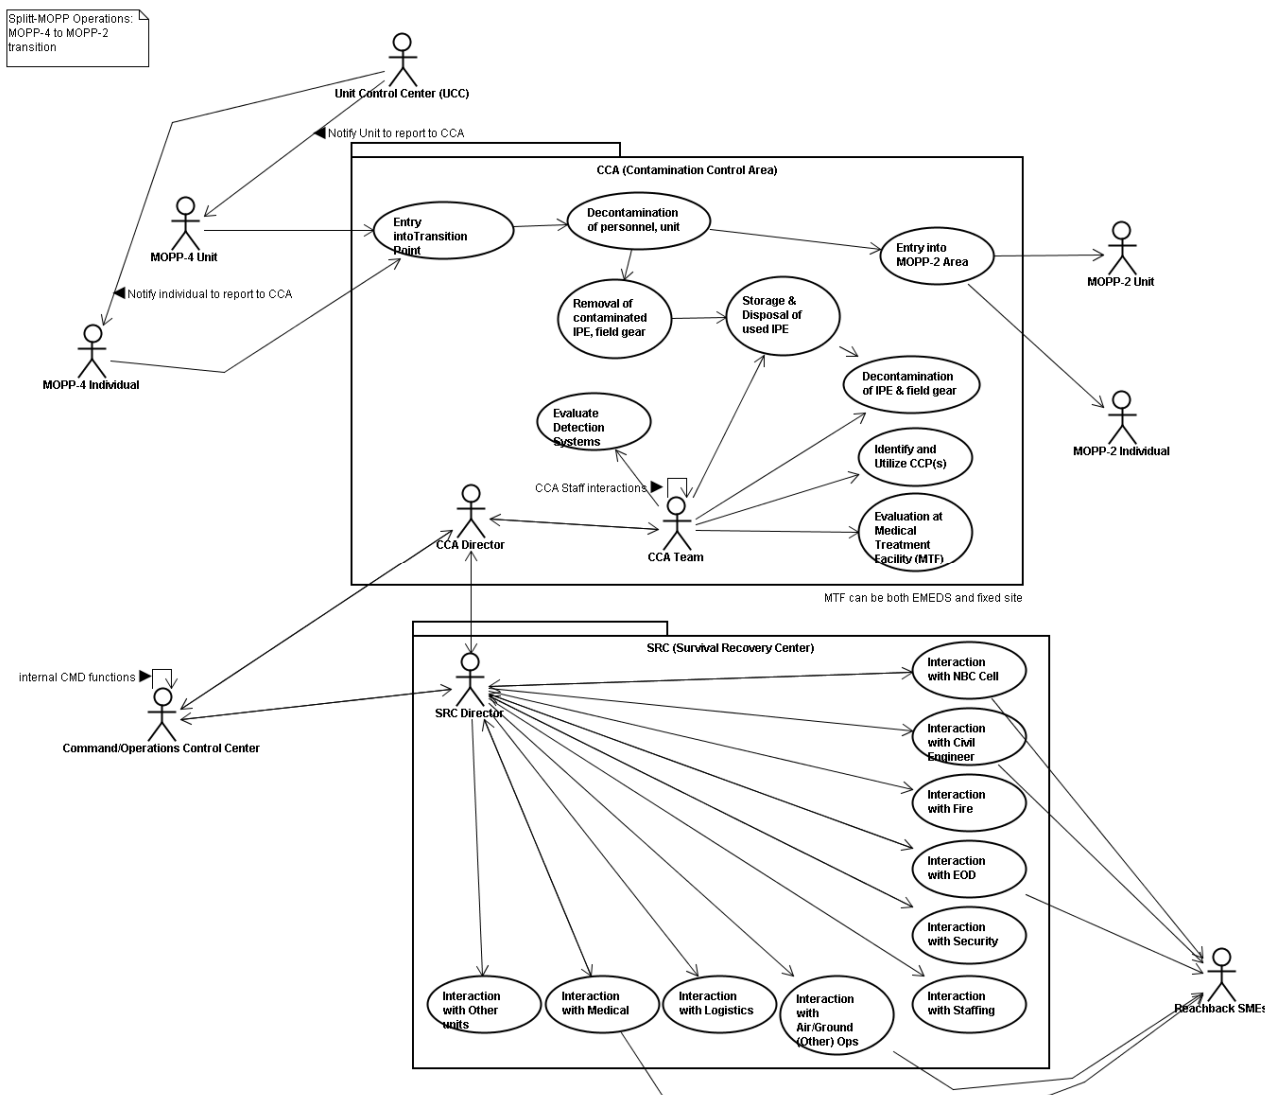 Splitt-MOPP Operations:
MOPP-4 to MOPP-2
transition
Unit Control Center (UCC)
Notify Unit to report to CCA
CCA (Contamination Control Area)
MOPP-4 Unit
Entry
intoTransition
Point
Decontamination
of personnel, unit
Entry into
MOPP-2 Area
MOPP-2 Unit
Notify individual to report to CCA
MOPP-4 Individual
Removal of
contaminated
IPE, field gear
Storage &
Disposal of
used IPE
Decontamination
of IPE & field gear
MOPP-2 Individual
Evaluate
Detection
Systems
Identify and
Utilize CCP(s)
CCA Staff interactions
CCA Director
CCA Team
Evaluation at
Medical
Treatment
Facility (MTF)
MTF can be both EMEDS and fixed site
SRC (Survival Recovery Center)
internal CMD functions
Command/Operations Control Center
SRC Director
Interaction
with NBC Cell
Interaction
with Civil
Engineer
Interaction
with Fire
Interaction
with EOD
Interaction
with Security
Interaction
with Other
units
Interaction
with Medical
Interaction
with Logistics
Interaction
with
Air/Ground
(Other) Ops
Interaction
with Staffing
Reachback SMEs